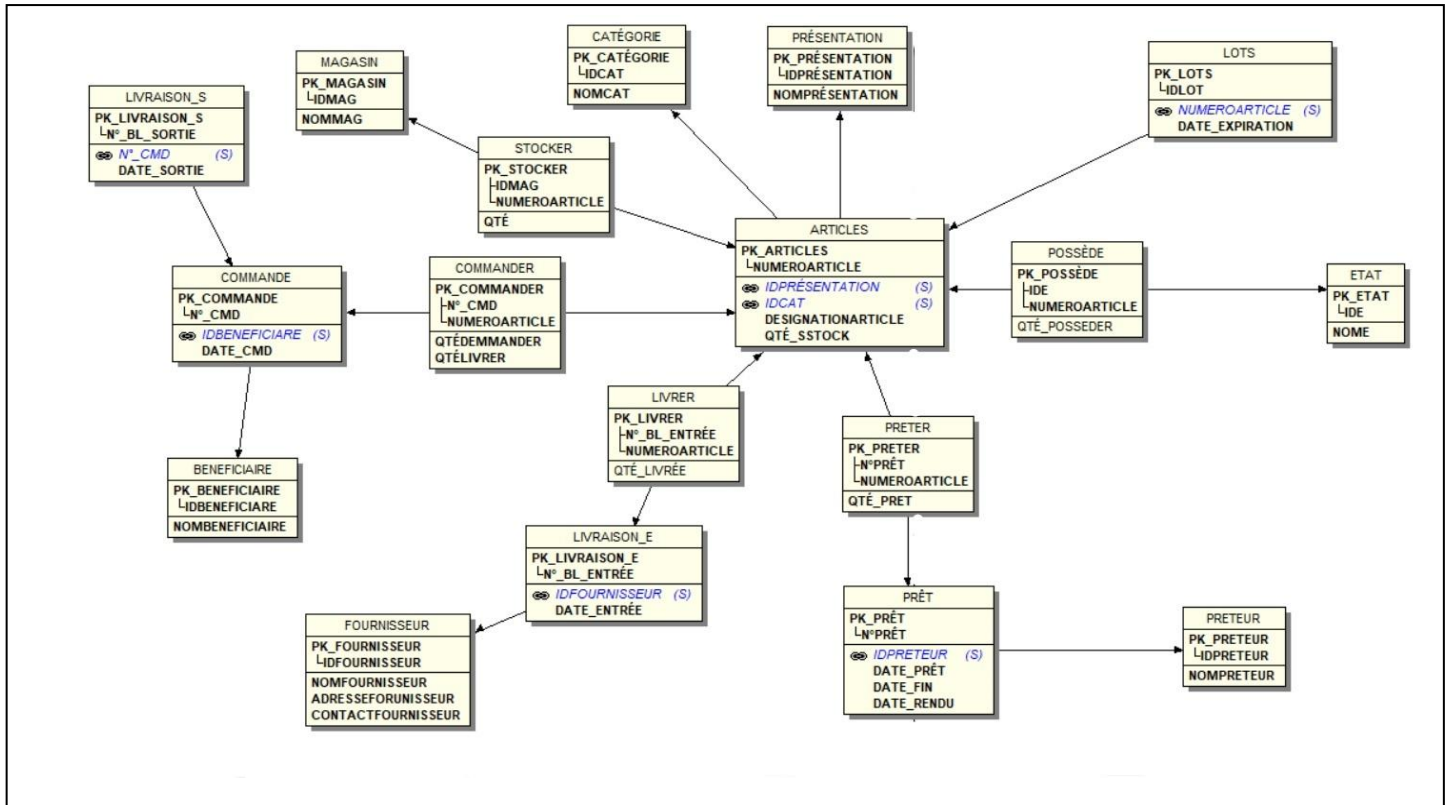 LIVRAISON_S
PK_LIVRAISON_S
N°_BL_SORTIE
N°_CMD (S)
DATE_SORTIE
MAGASIN
PK_MAGASIN
IDMAG
NOMMAG
CATÉGORIE
PK_CATÉGORIE
IDCAT
NOMCAT
PRÉSENTATION
PK_PRÉSENTATION
IDPRÉSENTATION
NOMPRÉSENTATION
LOTS
PK_LOTS
IDLOT
NUMEROARTICLE (S)
DATE_EXPIRATION
STOCKER
PK_STOCKER
IDMAG
NUMEROARTICLE
QTÉ
COMMANDE
PK_COMMANDE
N°_CMD
IDBENEFICIARE (S)
DATE_CMD
COMMANDER
PK_COMMANDER
N°_CMD
NUMEROARTICLE
QTÉDEMMANDER
QTÉLIVRER
ARTICLES
PK_ARTICLES
NUMEROARTICLE
IDPRÉSENTATION (S)
IDCAT (S)
DESIGNATIONARTICLE
QTÉ_SSTOCK
POSSÈDE
PK_POSSÈDE
IDE
NUMEROARTICLE
QTÉ_POSSEDER
ETAT
PK_ETAT
IDE
NOME
BENEFICIAIRE
PK_BENEFICIAIRE
IDBENEFICIARE
NOMBENEFICIAIRE
LIVRER
PK_LIVRER
N°_BL_ENTRÉE
NUMEROARTICLE
QTÉ_LIVRÉE
PRETER
PK_PRETER
N°PRÊT
NUMEROARTICLE
QTÉ_PRET
LIVRAISON_E
PK_LIVRAISON_E
N°_BL_ENTRÉE
IDFOURNISSEUR (S)
DATE_ENTRÉE
FOURNISSEUR
PK_FOURNISSEUR
IDFOURNISSEUR
NOMFOURNISSEUR
ADRESSEFORUNISSEUR
CONTACTFOURNISSEUR
PRÊT
PK_PRÊT
N°PRÊT
IDPRETEUR (S)
DATE_PRÊT
DATE_FIN
DATE_RENDU
PRETEUR
PK_PRETEUR
IDPRETEUR
NOMPRETEUR